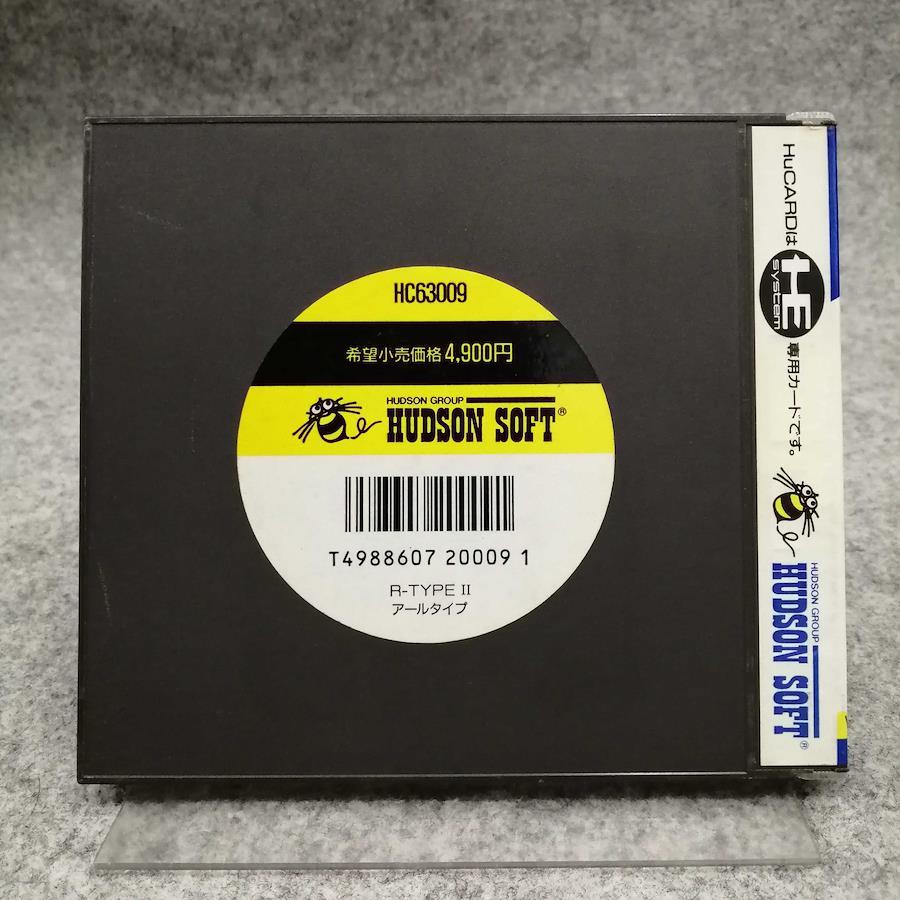 HC63009
希望小売価格4,900円
HUDSON GROUP
HUDSON SOFT®
T4988607 20009 1
R-TYPE II
アールタイプ
HuCARDは HE system 専用カードです。
HUDSON GROUP
HUDSON SOFT®